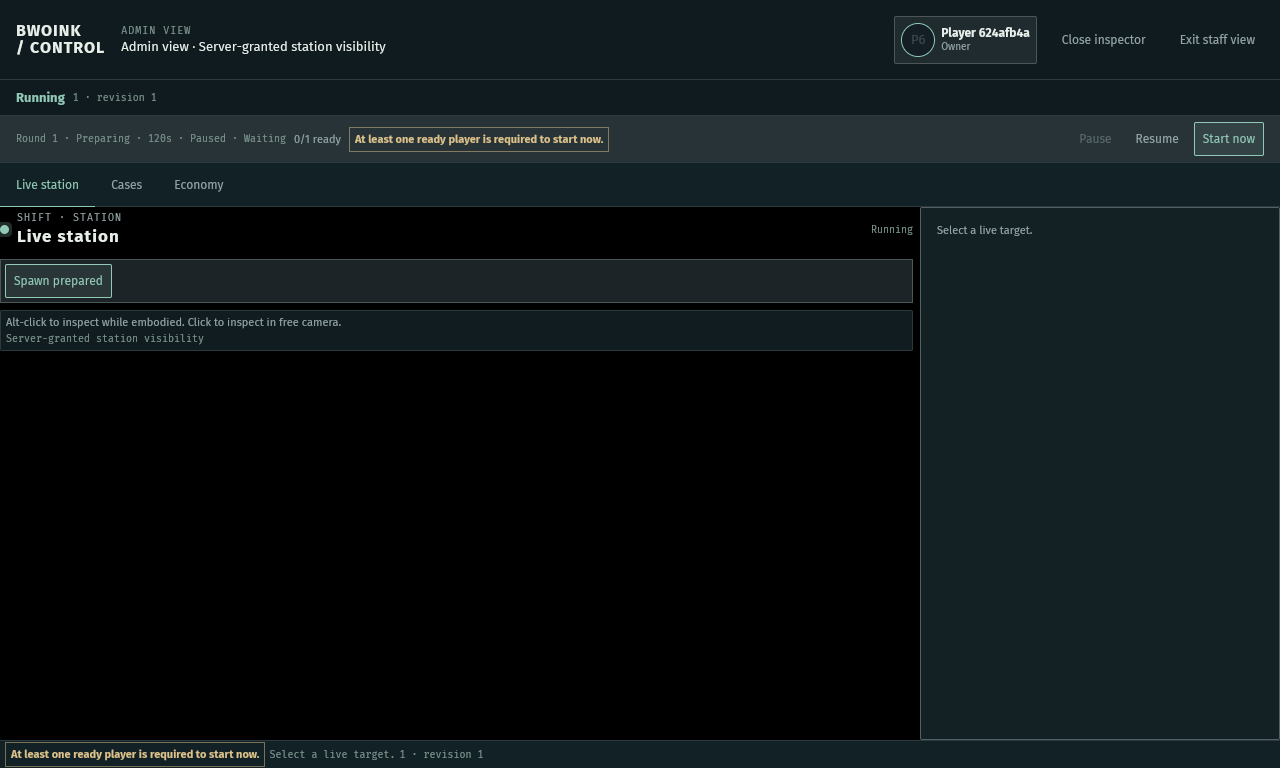 BWOINK
/ CONTROL
ADMIN VIEW
Admin view · Server-granted station visibility
P6
Player 624afb4a
Owner
Close inspector
Exit staff view
Running 1 · revision 1
Round 1 · Preparing · 120s · Paused · Waiting 0/1 ready At least one ready player is required to start now.
Pause
Resume
Start now
Live station
Cases
Economy
SHIFT · STATION
Live station
Running
Select a live target.
Spawn prepared
Alt-click to inspect while embodied. Click to inspect in free camera.
Server-granted station visibility
At least one ready player is required to start now. Select a live target. 1 · revision 1